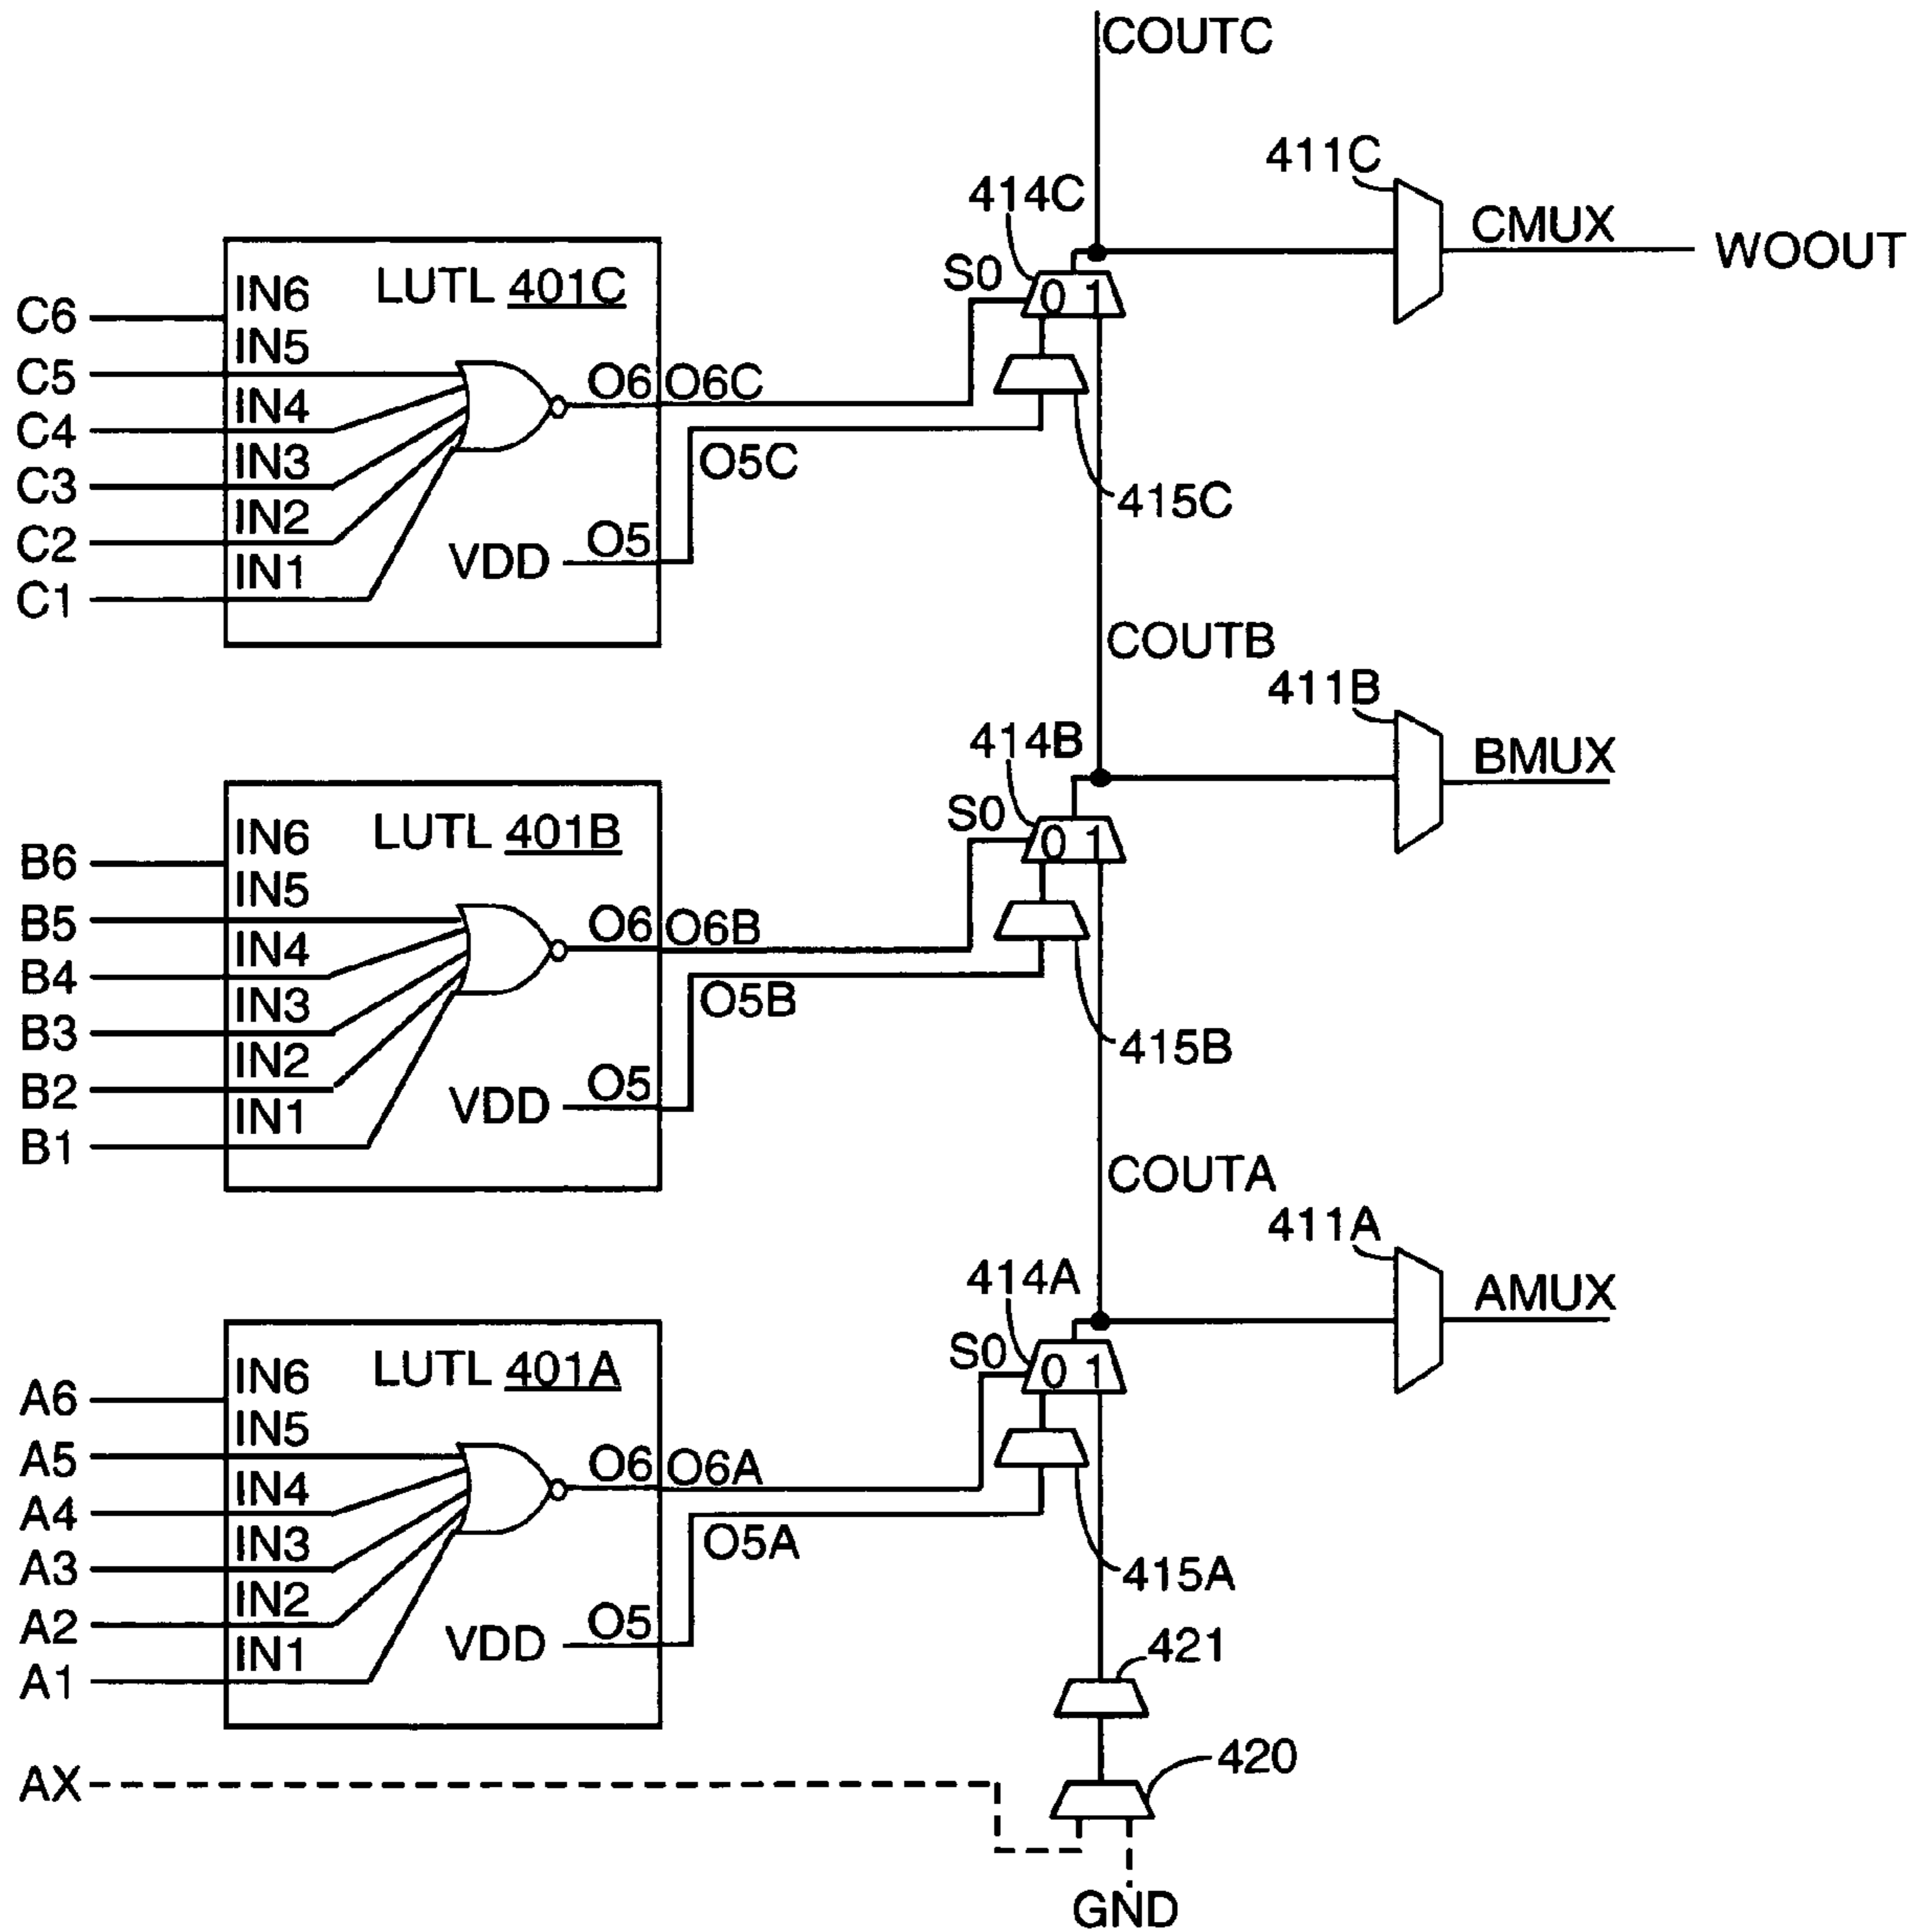 COUTC
411C
414C
CMUX
WOOUT
S0
0 1
LUTL 401C
C6
IN6
C5
IN5
C4
IN4
C3
IN3
C2
IN2
C1
IN1
O6
O6C
O5C
VDD
O5
415C
COUTB
411B
414B
BMUX
S0
0 1
LUTL 401B
B6
IN6
B5
IN5
B4
IN4
B3
IN3
B2
IN2
B1
IN1
O6
O6B
O5B
VDD
O5
415B
COUTA
411A
414A
AMUX
S0
0 1
LUTL 401A
A6
IN6
A5
IN5
A4
IN4
A3
IN3
A2
IN2
A1
IN1
O6
O6A
O5A
VDD
O5
415A
421
420
AX
GND